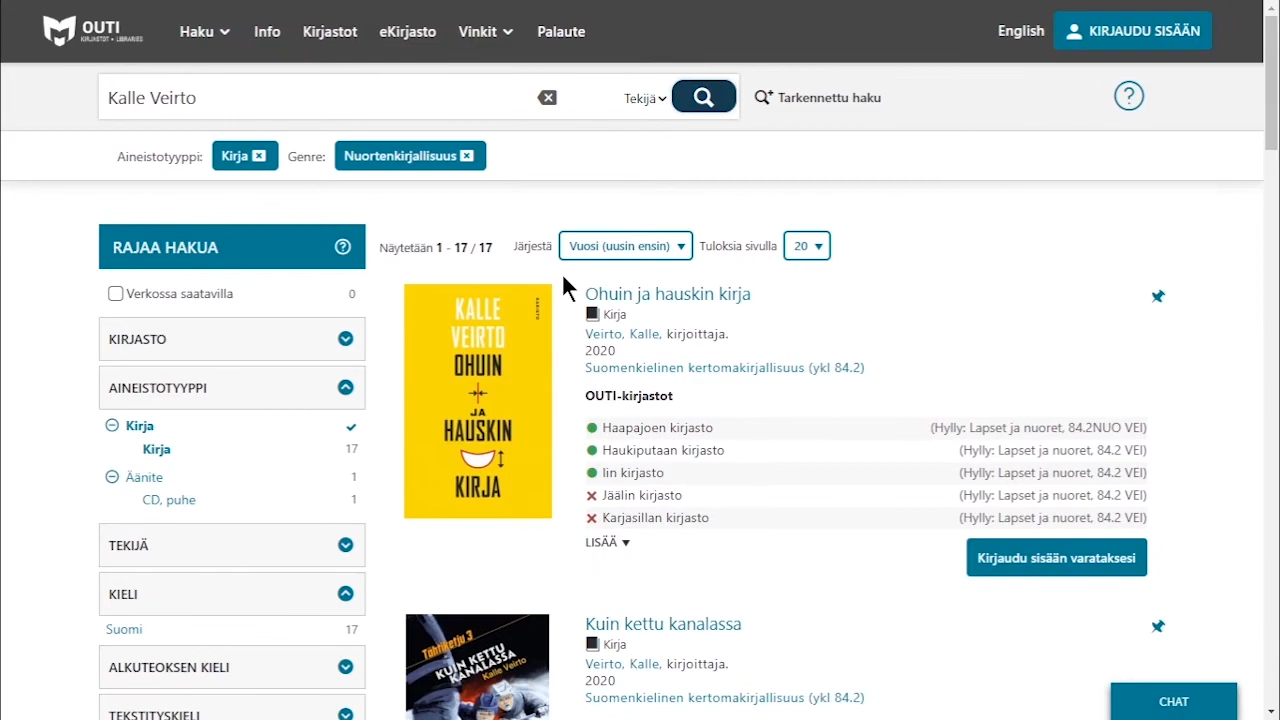 OUTI
KIRJASTOT • LIBRARIES
Haku
Info
Kirjastot
eKirjasto
Vinkit
Palaute
English
KIRJAUDU SISÄÄN
Kalle Veirto
Tekijä
Tarkennettu haku
?
Aineistotyyppi:
Kirja
Genre:
Nuortenkirjallisuus
RAJAA HAKUA
?
Verkossa saatavilla 0
KIRJASTO
AINEISTOTYYPPI
Kirja
Kirja 17
Äänite 1
CD, puhe 1
TEKIJÄ
KIELI
Suomi 17
ALKUTEOKSEN KIELI
TEKSTITYSKIELI
Näytetään 1 - 17 / 17
Järjestä
Vuosi (uusin ensin)
Tuloksia sivulla
20
KALLE
VEIRTO
OHUIN
JA
HAUSKIN
KIRJA
KARISTO
Ohuin ja hauskin kirja
Kirja
Veirto, Kalle, kirjoittaja.
2020
Suomenkielinen kertomakirjallisuus (ykl 84.2)
OUTI-kirjastot
Haapajoen kirjasto (Hylly: Lapset ja nuoret, 84.2NUO VEI)
Haukiputaan kirjasto (Hylly: Lapset ja nuoret, 84.2 VEI)
Iin kirjasto (Hylly: Lapset ja nuoret, 84.2 VEI)
Jäälin kirjasto (Hylly: Lapset ja nuoret, 84.2 VEI)
Karjasillan kirjasto (Hylly: Lapset ja nuoret, 84.2 VEI)
LISÄÄ
Kirjaudu sisään varataksesi
Tähtiketju 3
KUIN KETTU
KANALASSA
Kalle Veirto
Kuin kettu kanalassa
Kirja
Veirto, Kalle, kirjoittaja.
2020
Suomenkielinen kertomakirjallisuus (ykl 84.2)
CHAT